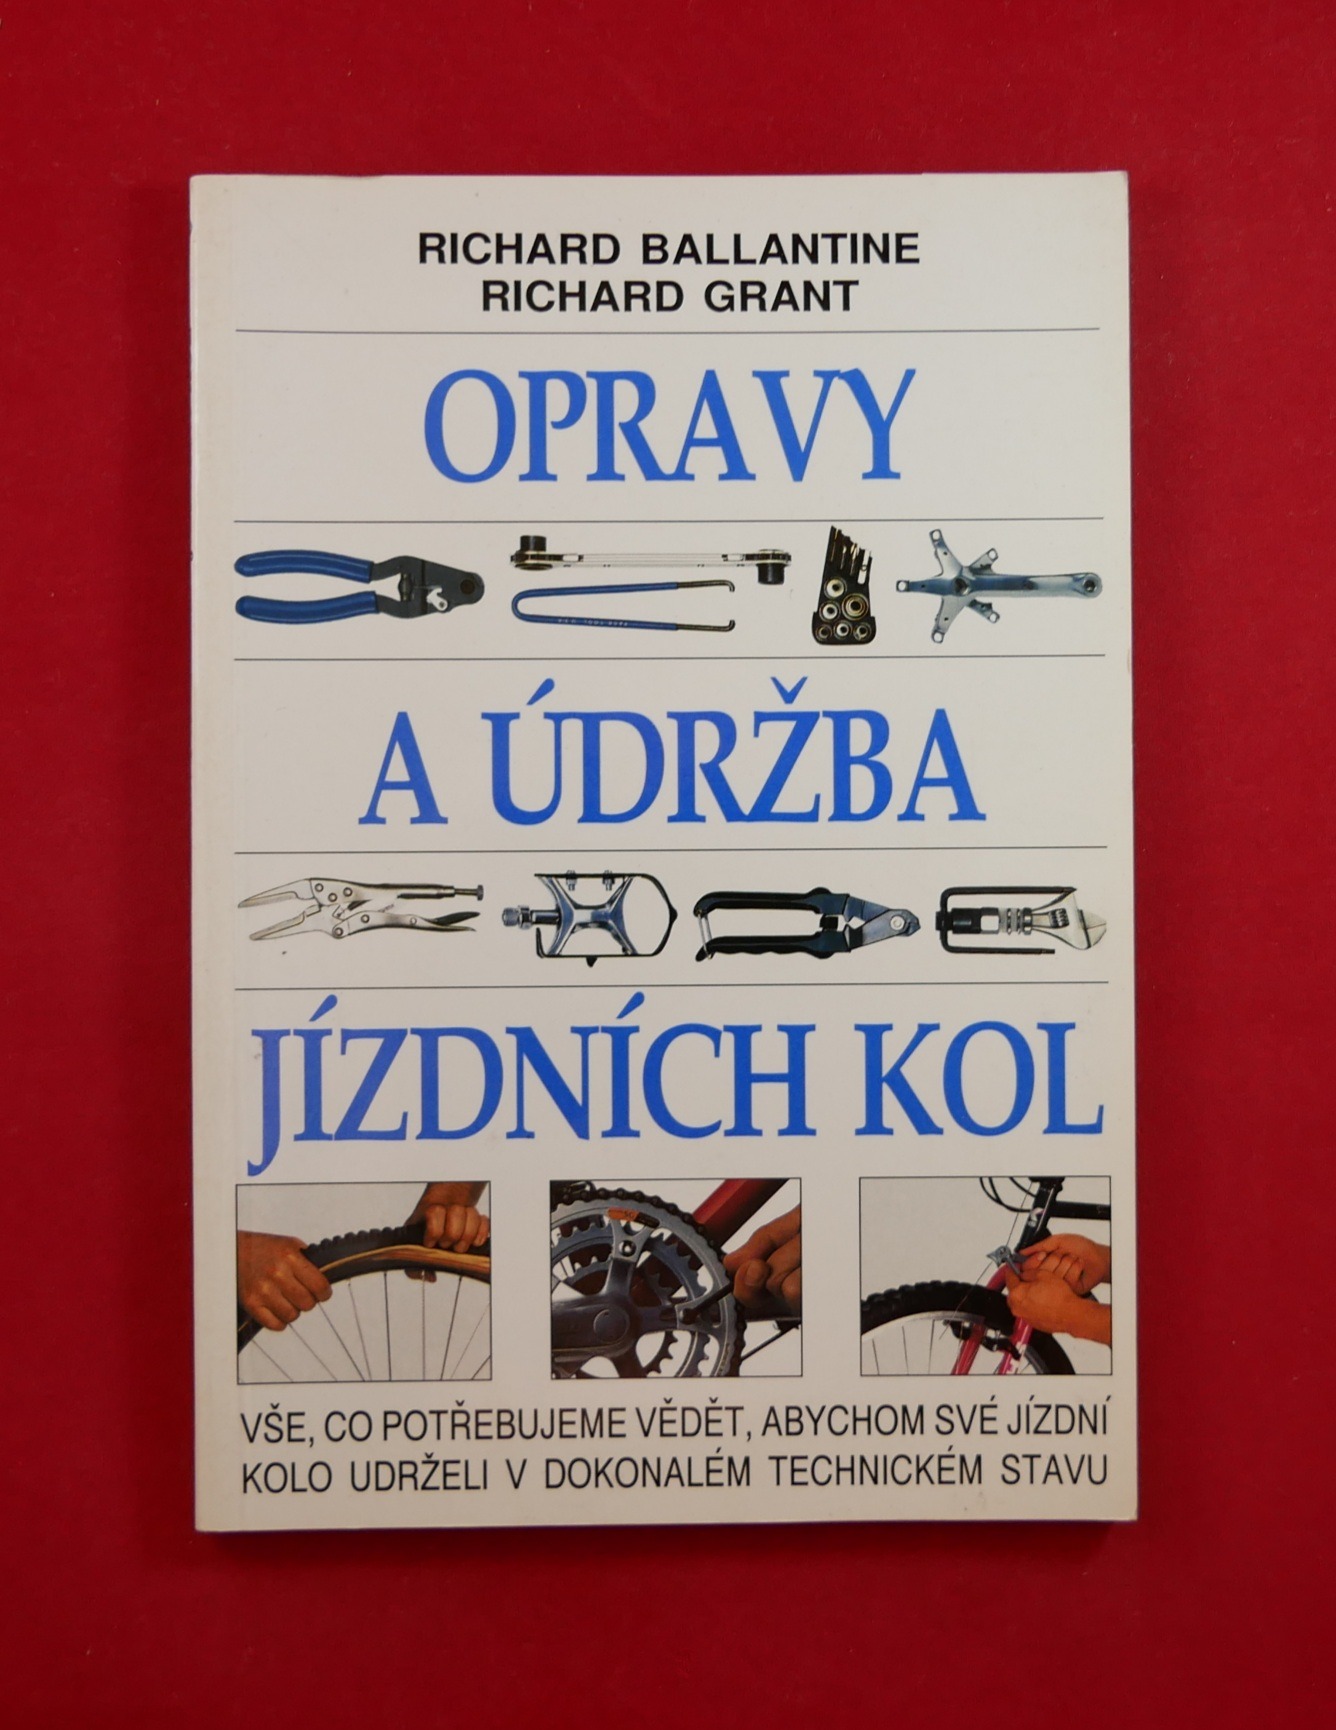 RICHARD BALLANTINE
RICHARD GRANT
OPRAVY
A ÚDRŽBA
JÍZDNÍCH KOL
VŠE, CO POTŘEBUJEME VĚDĚT, ABYCHOM SVÉ JÍZDNÍ
KOLO UDRŽELI V DOKONALÉM TECHNICKÉM STAVU